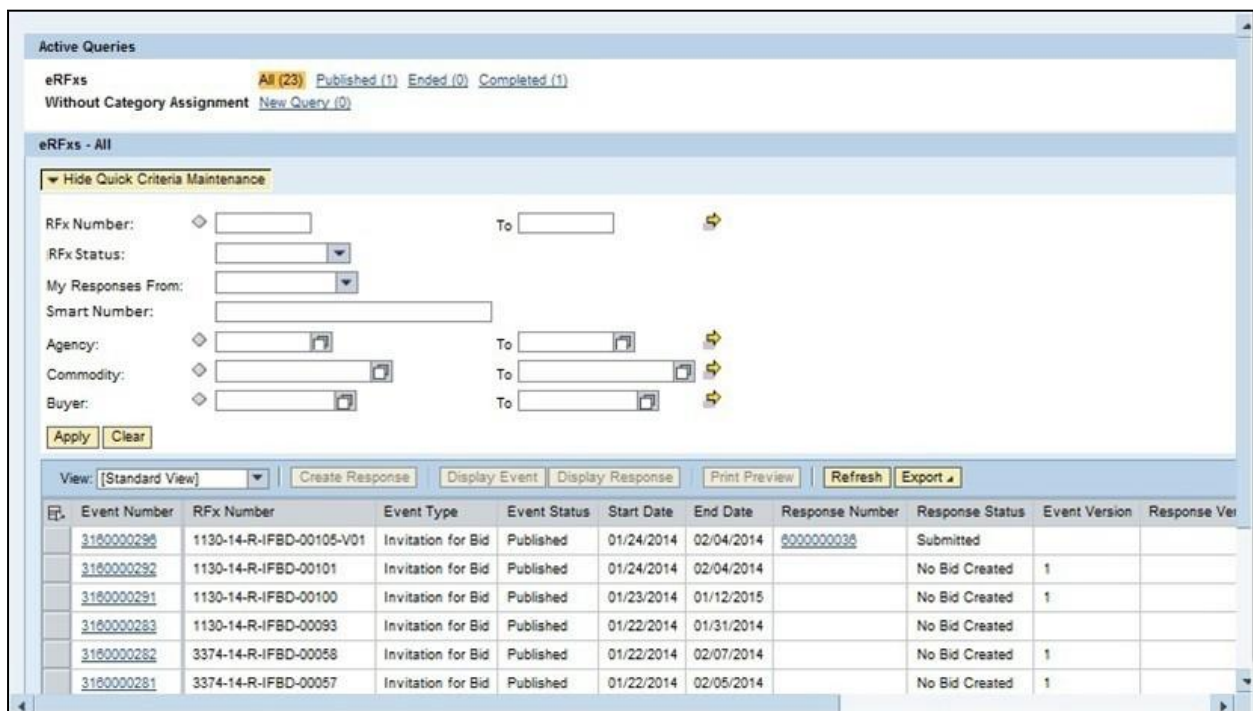 Active Queries
eRFxs All (23) Published (1) Ended (0) Completed (1)
Without Category Assignment New Query (0)
eRFxs - All
Hide Quick Criteria Maintenance
RFx Number: To
RFx Status:
My Responses From:
Smart Number:
Agency: To
Commodity: To
Buyer: To
Apply Clear
View: [Standard View] Create Response Display Event Display Response Print Preview Refresh Export
Event Number RFx Number Event Type Event Status Start Date End Date Response Number Response Status Event Version Response Ver
3160000296 1130-14-R-IFBD-00105-V01 Invitation for Bid Published 01/24/2014 02/04/2014 6000000036 Submitted
3160000292 1130-14-R-IFBD-00101 Invitation for Bid Published 01/24/2014 02/04/2014 No Bid Created 1
3160000291 1130-14-R-IFBD-00100 Invitation for Bid Published 01/23/2014 01/12/2015 No Bid Created 1
3160000283 1130-14-R-IFBD-00093 Invitation for Bid Published 01/22/2014 01/31/2014 No Bid Created
3160000282 3374-14-R-IFBD-00058 Invitation for Bid Published 01/22/2014 02/07/2014 No Bid Created 1
3160000281 3374-14-R-IFBD-00057 Invitation for Bid Published 01/22/2014 02/05/2014 No Bid Created 1